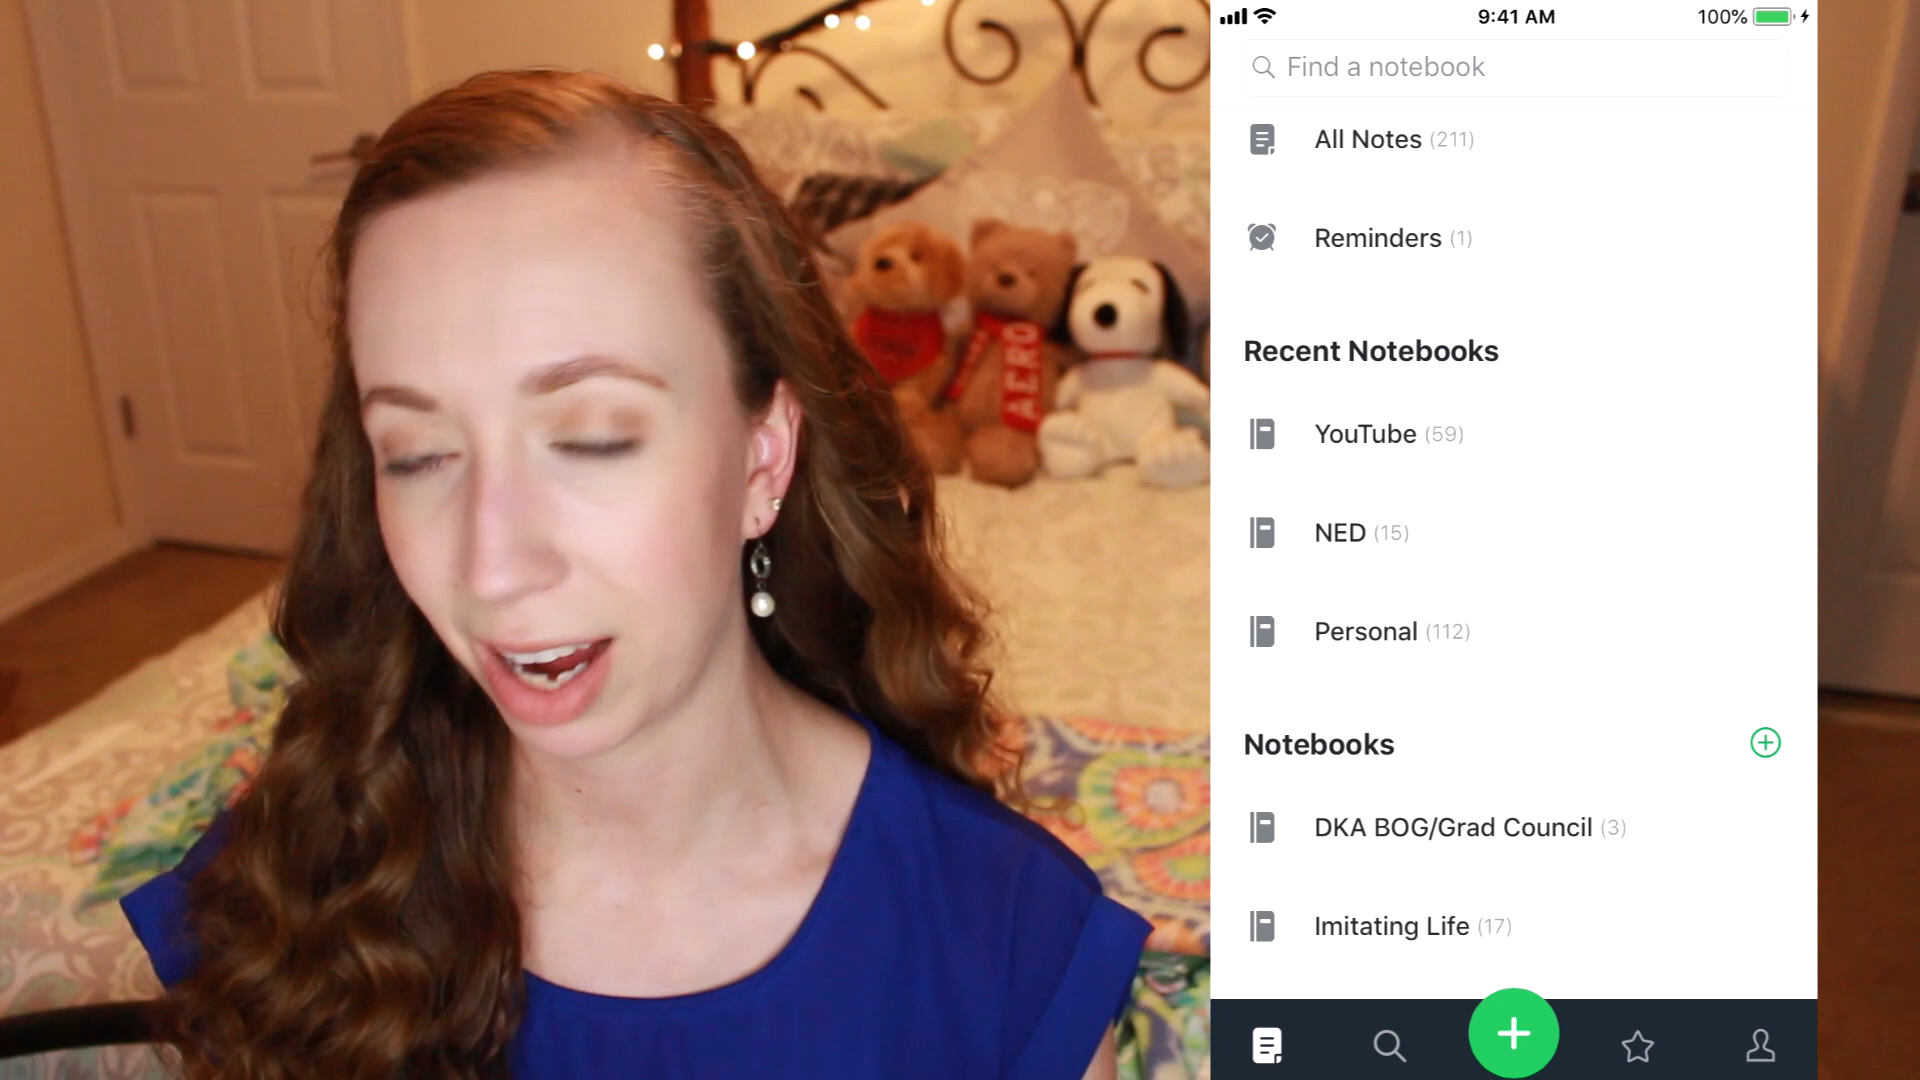 9:41 AM
100%
Find a notebook
All Notes (211)
Reminders (1)
Recent Notebooks
YouTube (59)
NED (15)
Personal (112)
Notebooks
DKA BOG/Grad Council (3)
Imitating Life (17)
AERO